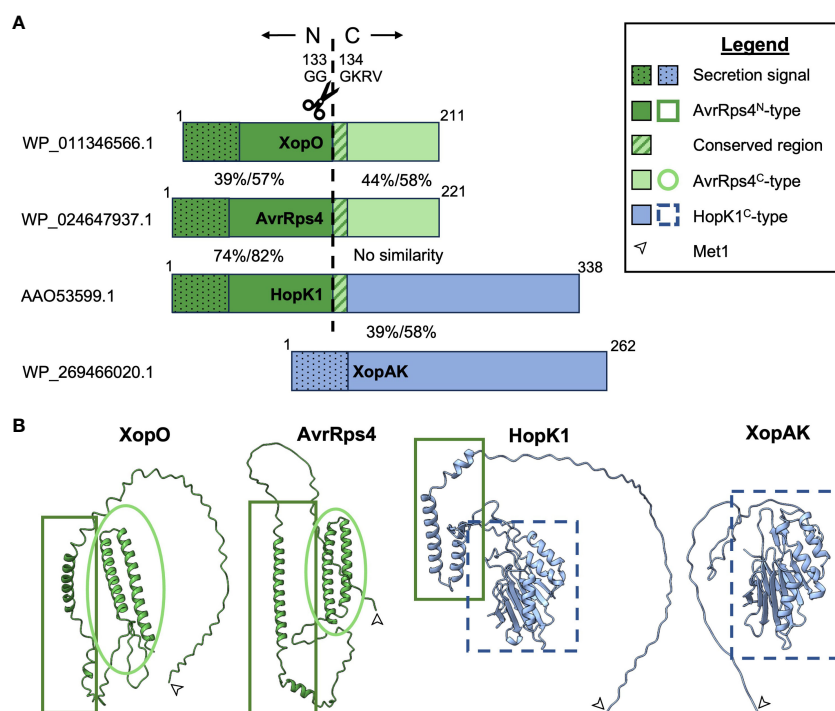 A
N C
133 134
GG GKRV
1 211
WP_011346566.1 XopO
39%/57% 44%/58%
1 221
WP_024647937.1 AvrRps4
74%/82% No similarity
1 338
AAO53599.1 HopK1
39%/58%
1 262
WP_269466020.1 XopAK
Legend
Secretion signal
AvrRps4ᴺ-type
Conserved region
AvrRps4ᶜ-type
HopK1ᶜ-type
Met1
B
XopO AvrRps4 HopK1 XopAK